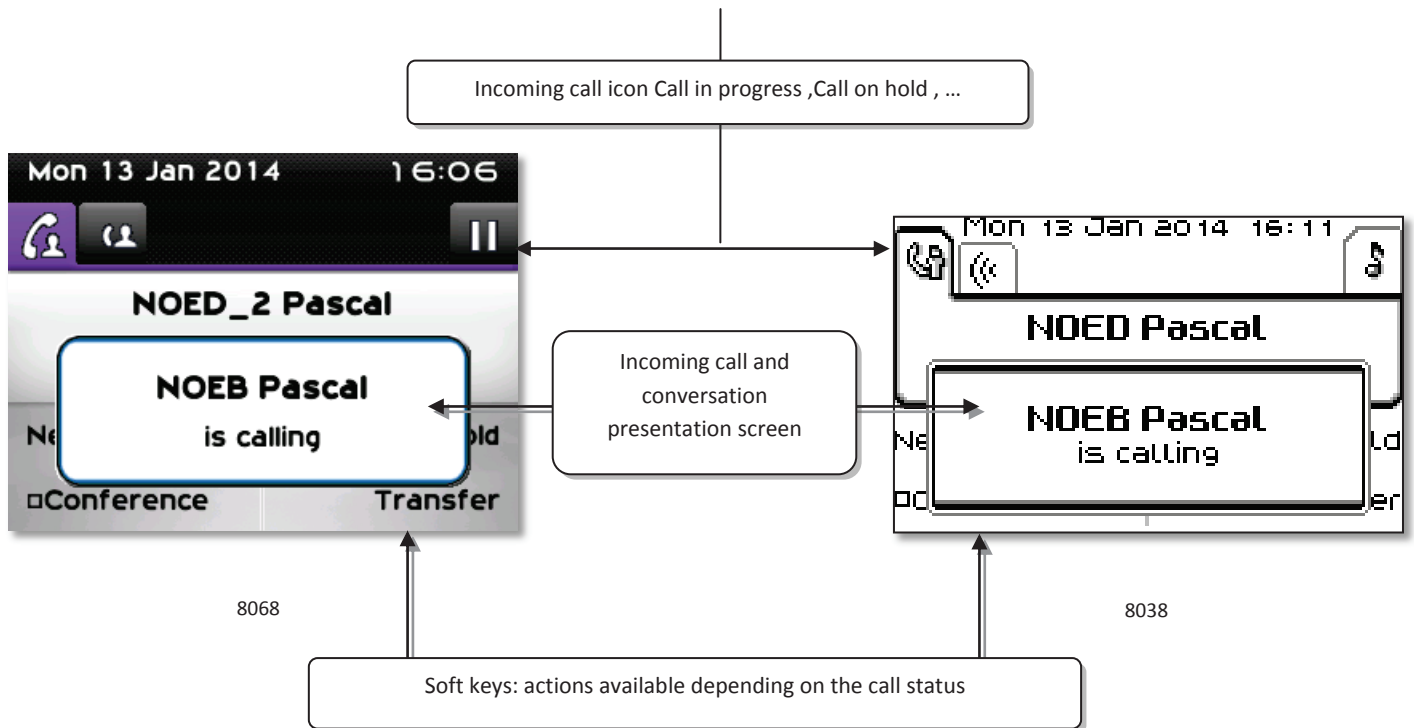 Incoming call icon Call in progress ,Call on hold , ...
Mon 13 Jan 2014 16:06
NOED_2 Pascal
NOEB Pascal
is calling
Conference Transfer
Mon 13 Jan 2014 16:11
NOED Pascal
NOEB Pascal
is calling
Incoming call and
conversation
presentation screen
8068
8038
Soft keys: actions available depending on the call status